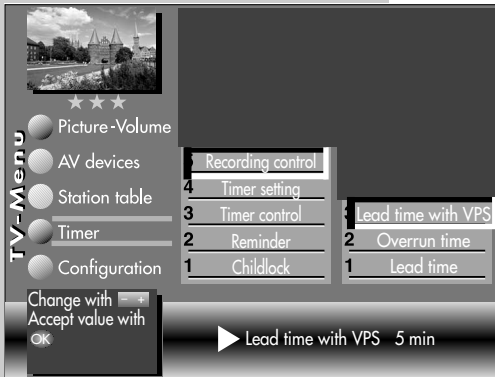 TV-Menu
Picture-Volume
AV devices
Station table
Timer
Configuration
5 Recording control
4 Timer setting
3 Timer control
2 Reminder
1 Childlock
3 Lead time with VPS
2 Overrun time
1 Lead time
Change with - +
Accept value with
OK
Lead time with VPS 5 min